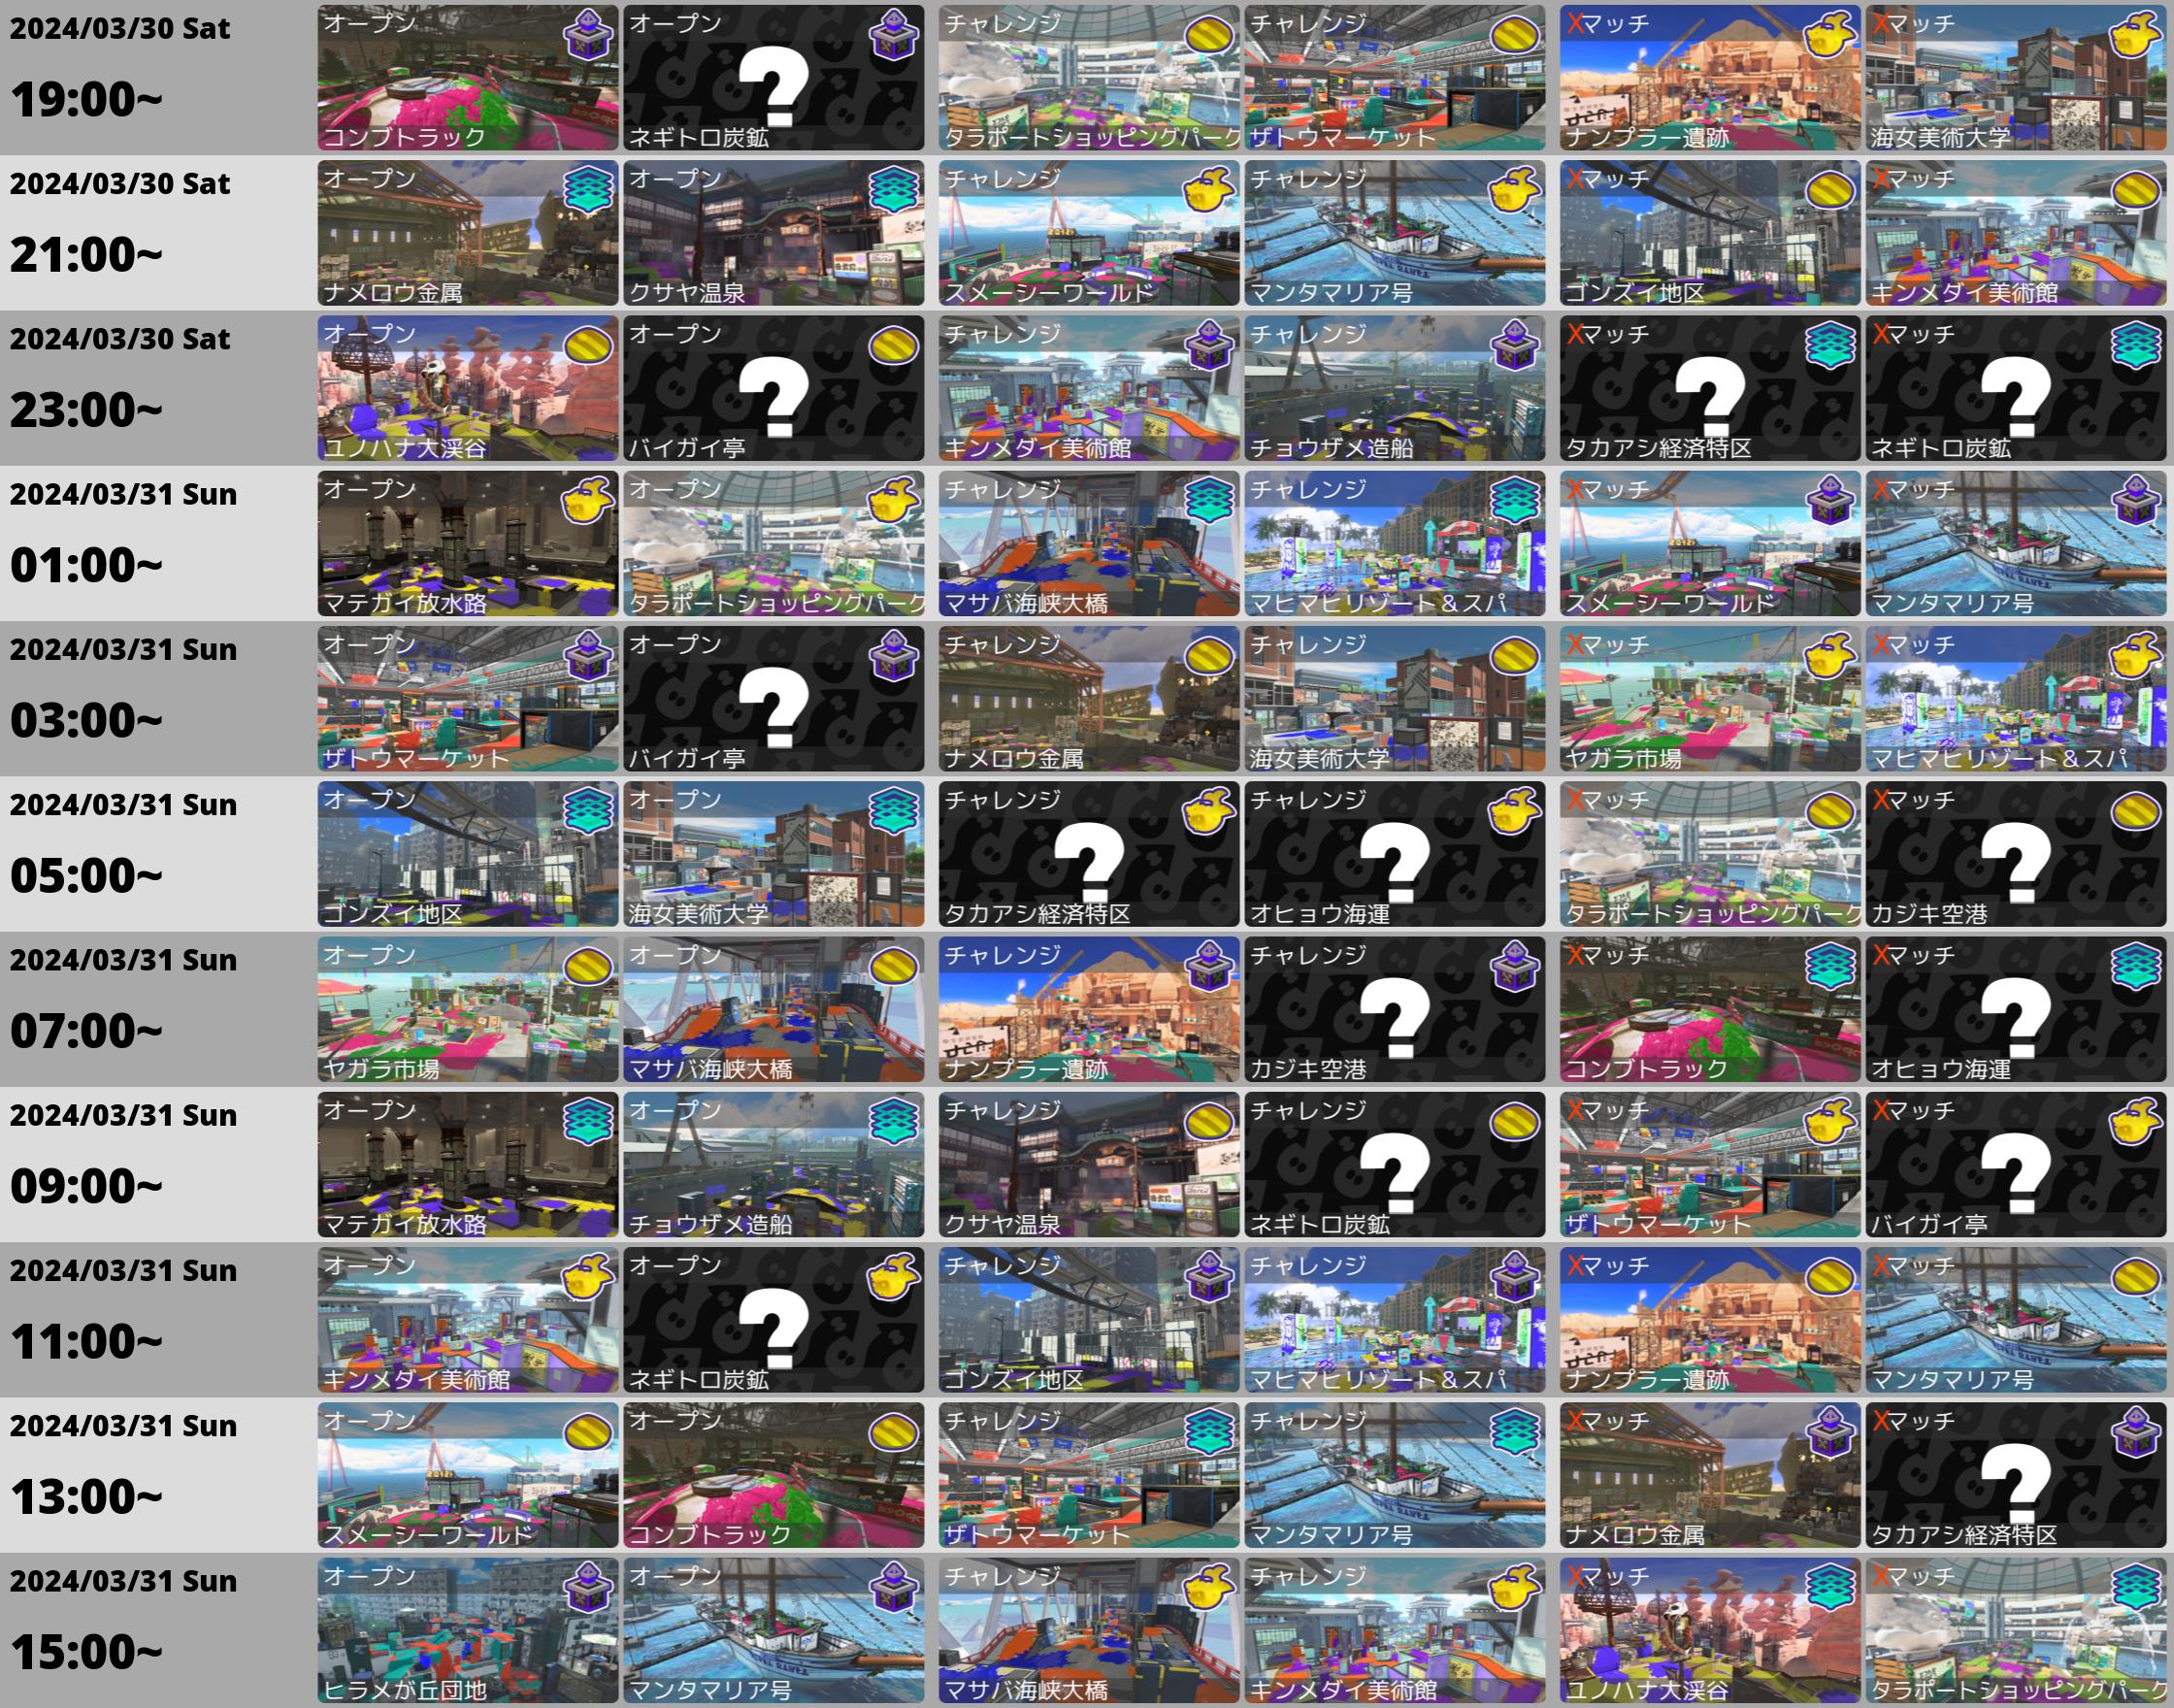 2024/03/30 Sat
19:00~
オープン
コンブトラック
オープン
ネギトロ炭鉱
チャレンジ
タラポートショッピングパーク
チャレンジ
ザトウマーケット
Xマッチ
ナンプラー遺跡
Xマッチ
海女美術大学
2024/03/30 Sat
21:00~
オープン
ナメロウ金属
オープン
クサヤ温泉
チャレンジ
スメーシーワールド
チャレンジ
マンタマリア号
Xマッチ
ゴンズイ地区
Xマッチ
キンメダイ美術館
2024/03/30 Sat
23:00~
オープン
ユノハナ大渓谷
オープン
バイガイ亭
チャレンジ
キンメダイ美術館
チャレンジ
チョウザメ造船
Xマッチ
タカアシ経済特区
Xマッチ
ネギトロ炭鉱
2024/03/31 Sun
01:00~
オープン
マテガイ放水路
オープン
タラポートショッピングパーク
チャレンジ
マサバ海峡大橋
チャレンジ
マヒマヒリゾート＆スパ
Xマッチ
スメーシーワールド
Xマッチ
マンタマリア号
2024/03/31 Sun
03:00~
オープン
ザトウマーケット
オープン
バイガイ亭
チャレンジ
ナメロウ金属
チャレンジ
海女美術大学
Xマッチ
ヤガラ市場
Xマッチ
マヒマヒリゾート＆スパ
2024/03/31 Sun
05:00~
オープン
ゴンズイ地区
オープン
海女美術大学
チャレンジ
タカアシ経済特区
チャレンジ
オヒョウ海運
Xマッチ
タラポートショッピングパーク
Xマッチ
カジキ空港
2024/03/31 Sun
07:00~
オープン
ヤガラ市場
オープン
マサバ海峡大橋
チャレンジ
ナンプラー遺跡
チャレンジ
カジキ空港
Xマッチ
コンブトラック
Xマッチ
オヒョウ海運
2024/03/31 Sun
09:00~
オープン
マテガイ放水路
オープン
チョウザメ造船
チャレンジ
クサヤ温泉
チャレンジ
ネギトロ炭鉱
Xマッチ
ザトウマーケット
Xマッチ
バイガイ亭
2024/03/31 Sun
11:00~
オープン
キンメダイ美術館
オープン
ネギトロ炭鉱
チャレンジ
ゴンズイ地区
チャレンジ
マヒマヒリゾート＆スパ
Xマッチ
ナンプラー遺跡
Xマッチ
マンタマリア号
2024/03/31 Sun
13:00~
オープン
スメーシーワールド
オープン
コンブトラック
チャレンジ
ザトウマーケット
チャレンジ
マンタマリア号
Xマッチ
ナメロウ金属
Xマッチ
タカアシ経済特区
2024/03/31 Sun
15:00~
オープン
ヒラメが丘団地
オープン
マンタマリア号
チャレンジ
マサバ海峡大橋
チャレンジ
キンメダイ美術館
Xマッチ
ユノハナ大渓谷
Xマッチ
タラポートショッピングパーク